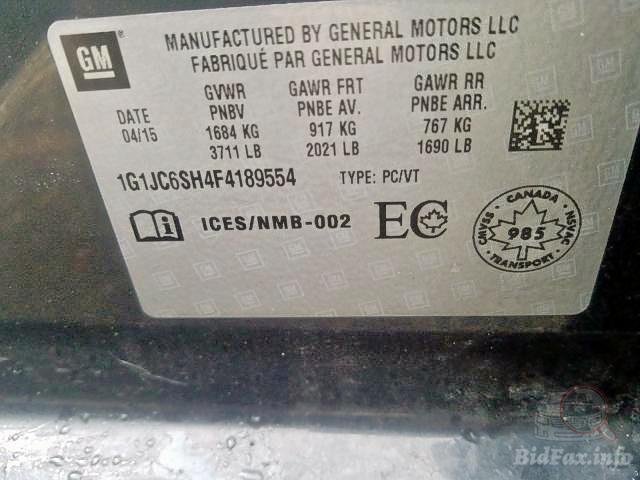 GM
MANUFACTURED BY GENERAL MOTORS LLC
FABRIQUÉ PAR GENERAL MOTORS LLC
DATE
04/15
GVWR
PNBV
1684 KG
3711 LB
GAWR FRT
PNBE AV.
917 KG
2021 LB
GAWR RR
PNBE ARR.
767 KG
1690 LB
1G1JC6SH4F4189554 TYPE: PC/VT
ICES/NMB-002 EC
CANADA
CMVSS 985 NSVAC
TRANSPORT
BidFax.info